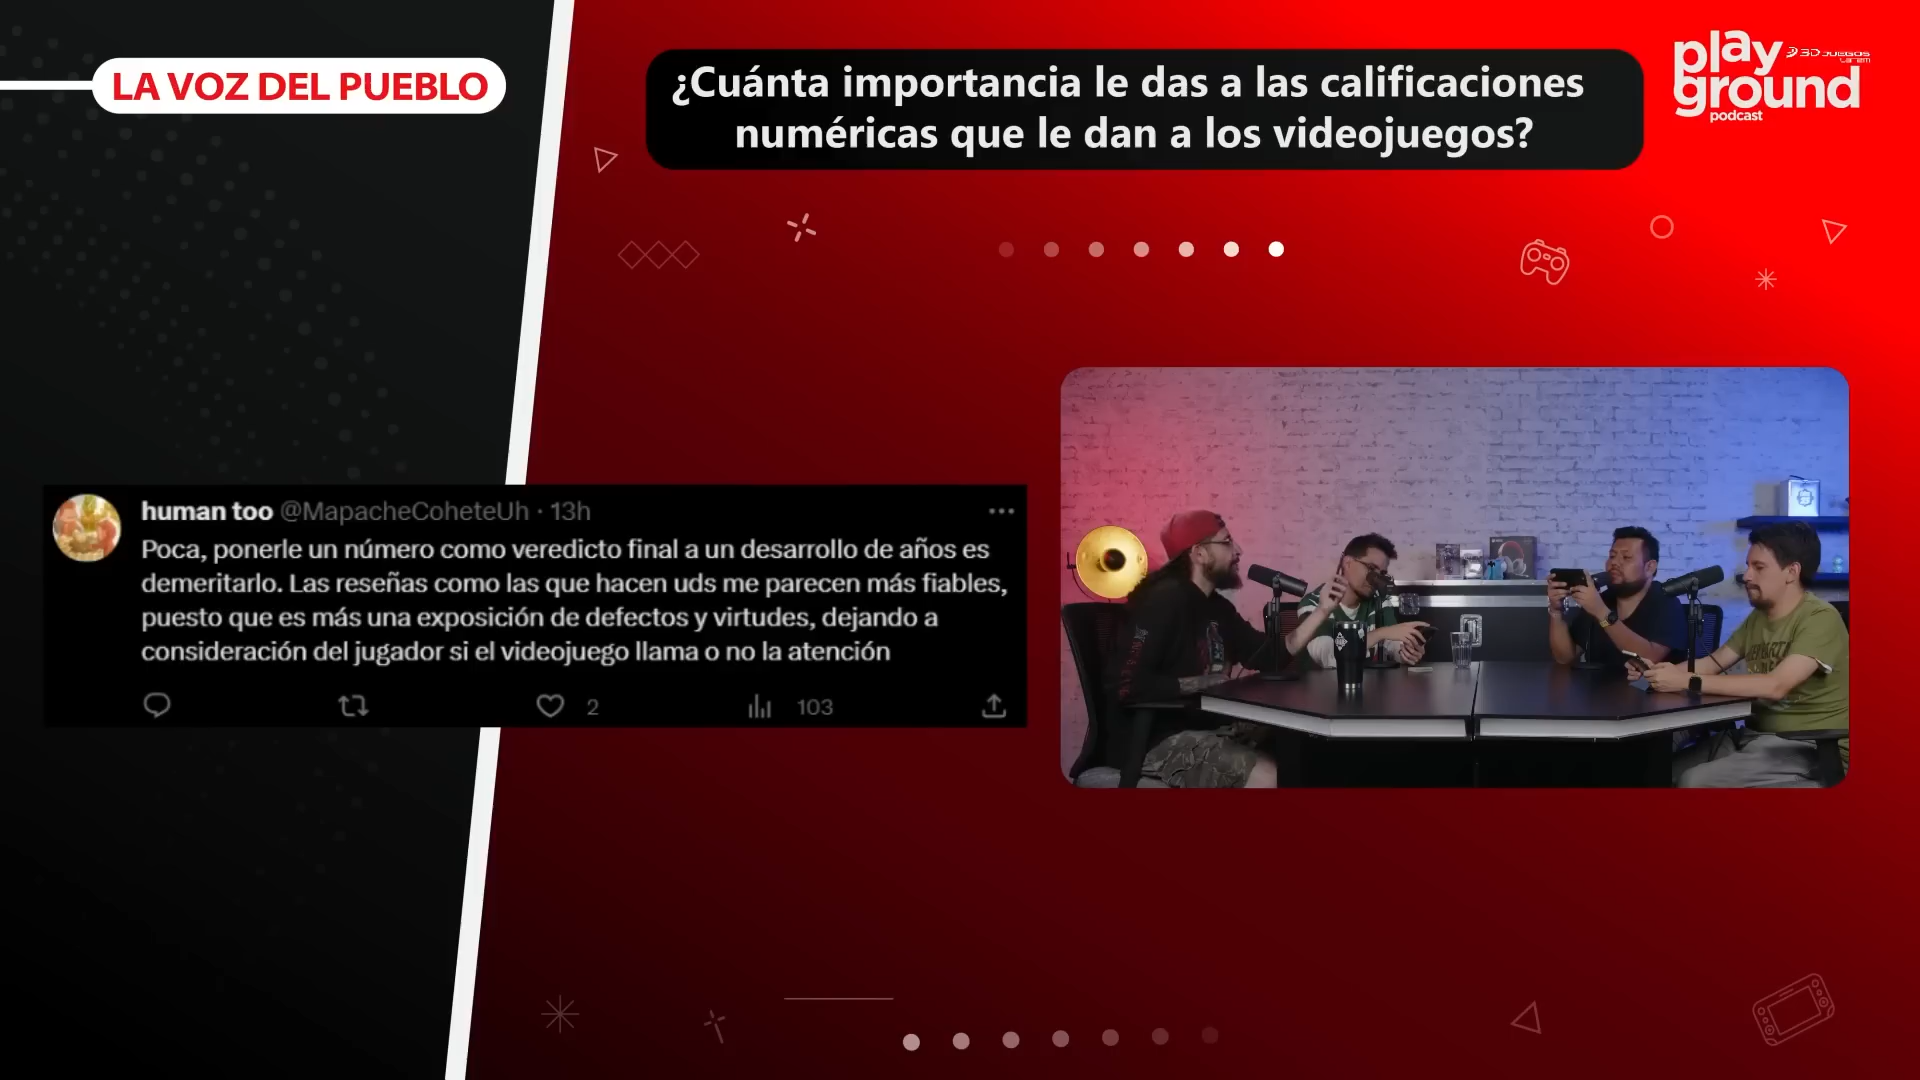 LA VOZ DEL PUEBLO
¿Cuánta importancia le das a las calificaciones
numéricas que le dan a los videojuegos?
play
3DJUEGOS
LATAM
ground
podcast
human too @MapacheCoheteUh · 13h
Poca, ponerle un número como veredicto final a un desarrollo de años es
demeritarlo. Las reseñas como las que hacen uds me parecen más fiables,
puesto que es más una exposición de defectos y virtudes, dejando a
consideración del jugador si el videojuego llama o no la atención
2
103